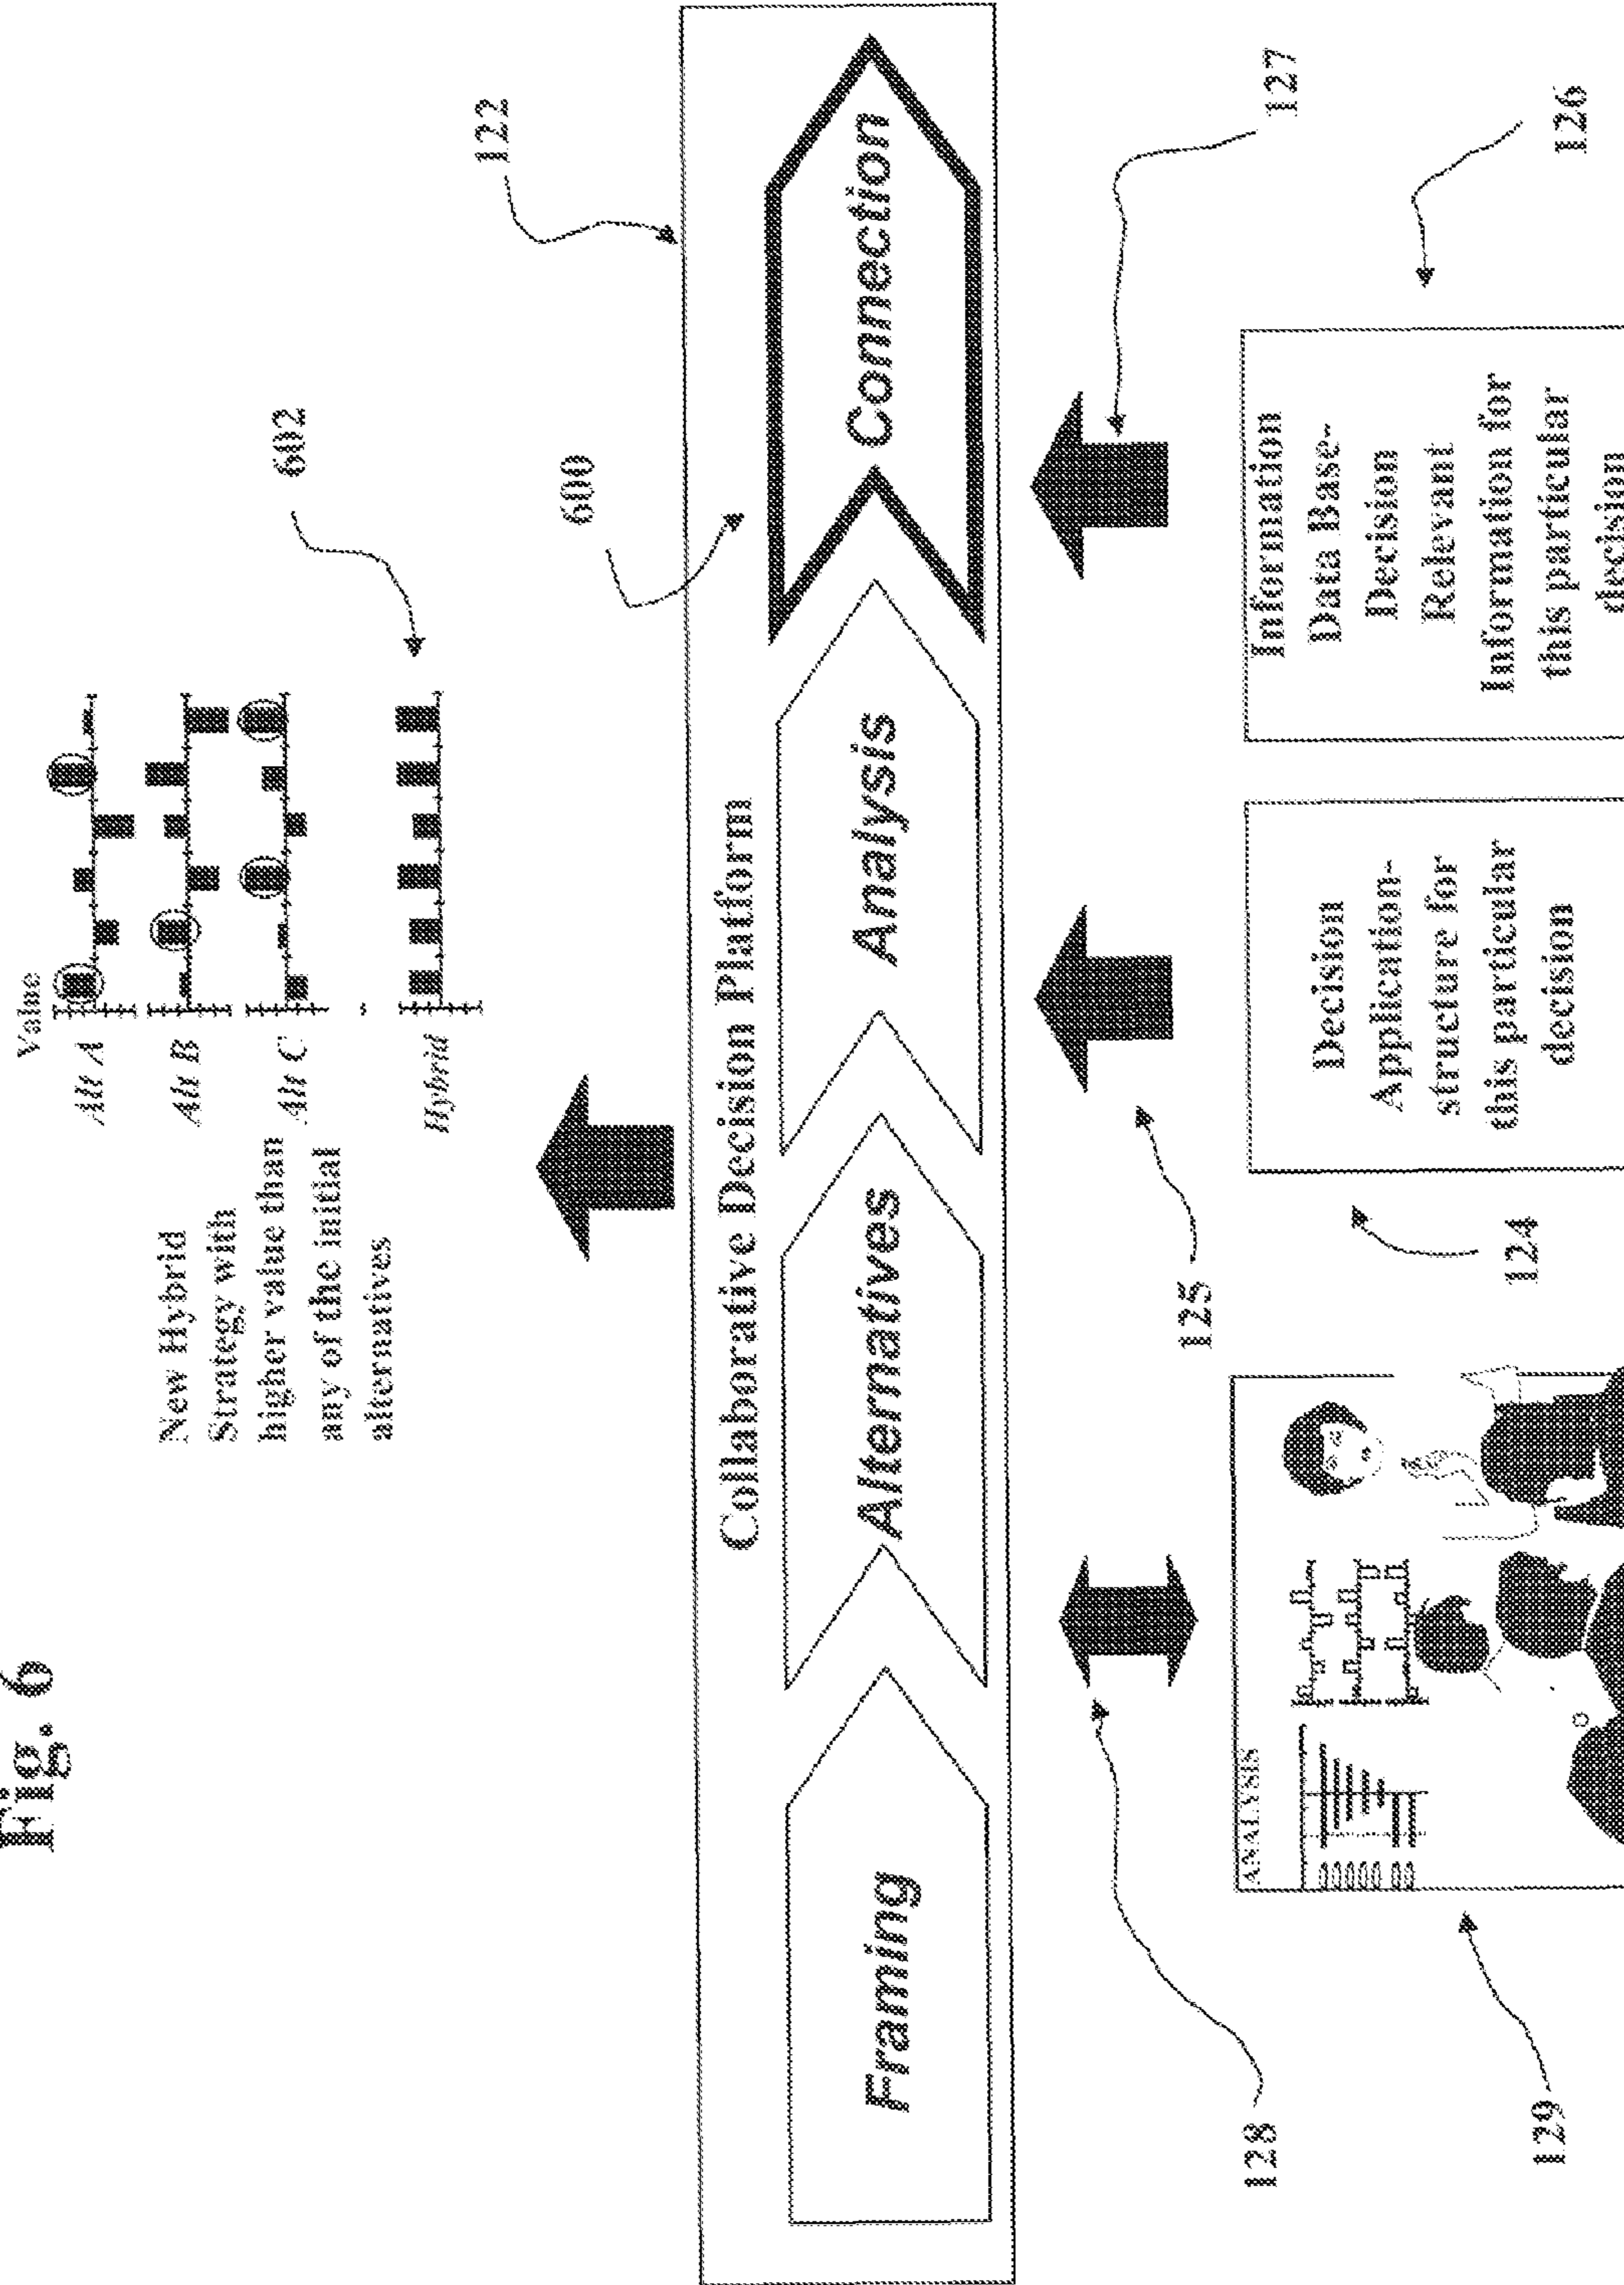 Fig. 6
Value
Alt A
Alt B
Alt C
Hybrid
New Hybrid
Strategy with
higher value than
any of the initial
alternatives
602
600
122
Collaborative Decision Platform
Framing
Alternatives
Analysis
Connection
128
125
127
129
ANALYSIS
124
Decision
Application-
structure for
this particular
decision
126
Information
Data Base-
Decision
Relevant
Information for
this particular
decision